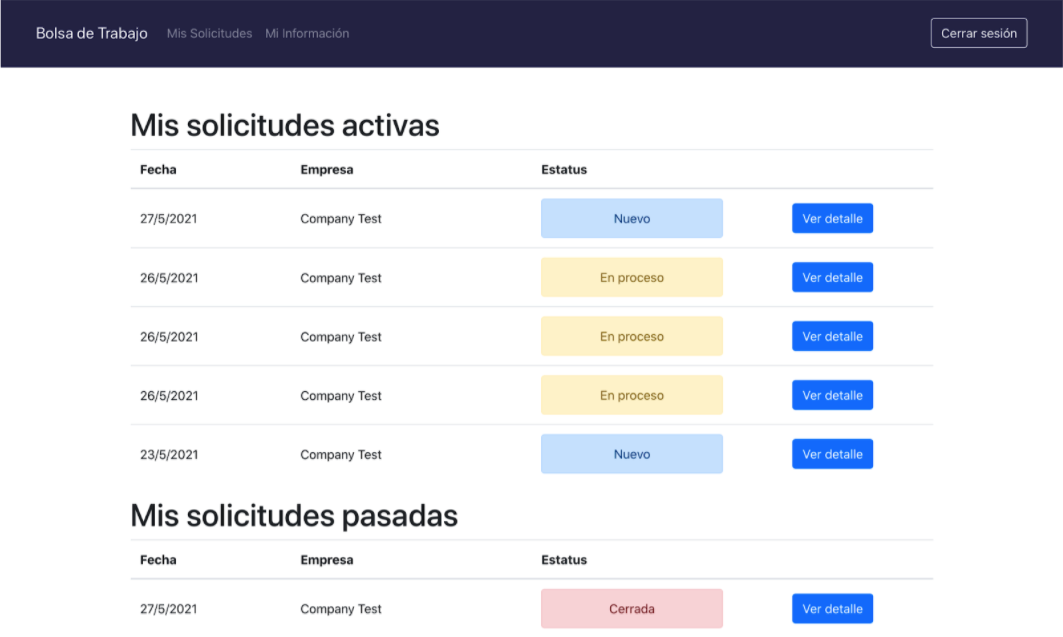 Bolsa de Trabajo Mis Solicitudes Mi Información Cerrar sesión
Mis solicitudes activas
Fecha Empresa Estatus
27/5/2021 Company Test Nuevo Ver detalle
26/5/2021 Company Test En proceso Ver detalle
26/5/2021 Company Test En proceso Ver detalle
26/5/2021 Company Test En proceso Ver detalle
23/5/2021 Company Test Nuevo Ver detalle
Mis solicitudes pasadas
Fecha Empresa Estatus
27/5/2021 Company Test Cerrada Ver detalle